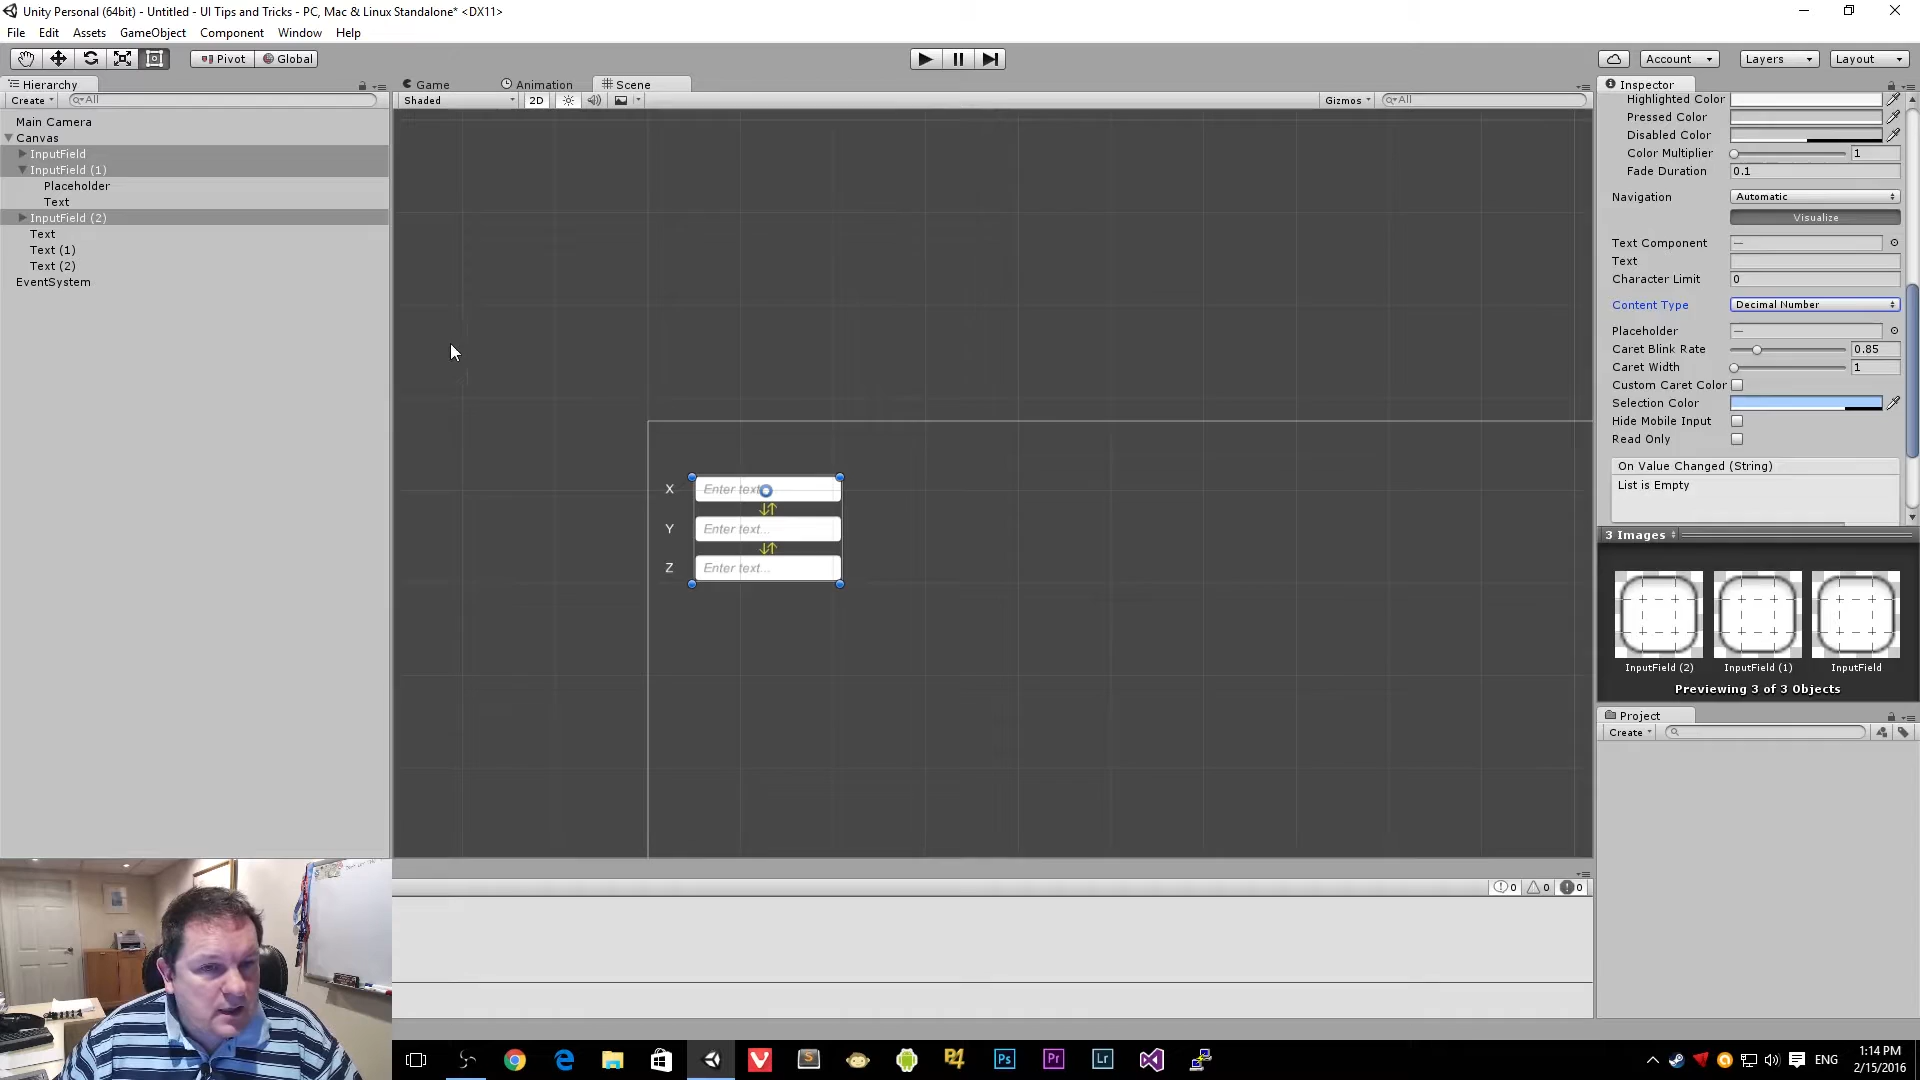 Unity Personal (64bit) - Untitled - UI Tips and Tricks - PC, Mac & Linux Standalone* <DX11>
File Edit Assets GameObject Component Window Help
Pivot Global Account Layers Layout
Hierarchy
Create All
Main Camera
Canvas
InputField
InputField (1)
Placeholder
Text
InputField (2)
Text
Text (1)
Text (2)
EventSystem
Game Animation Scene
Shaded 2D Gizmos All
X Enter text
Y Enter text...
Z Enter text...
Inspector
Highlighted Color
Pressed Color
Disabled Color
Color Multiplier 1
Fade Duration 0.1
Navigation Automatic
Visualize
Text Component —
Text
Character Limit 0
Content Type Decimal Number
Placeholder —
Caret Blink Rate 0.85
Caret Width 1
Custom Caret Color
Selection Color
Hide Mobile Input
Read Only
On Value Changed (String)
List is Empty
3 Images
InputField (2) InputField (1) InputField
Previewing 3 of 3 Objects
Project
Create
0 0 0
Ps Pr Lr
ENG
1:14 PM
2/15/2016